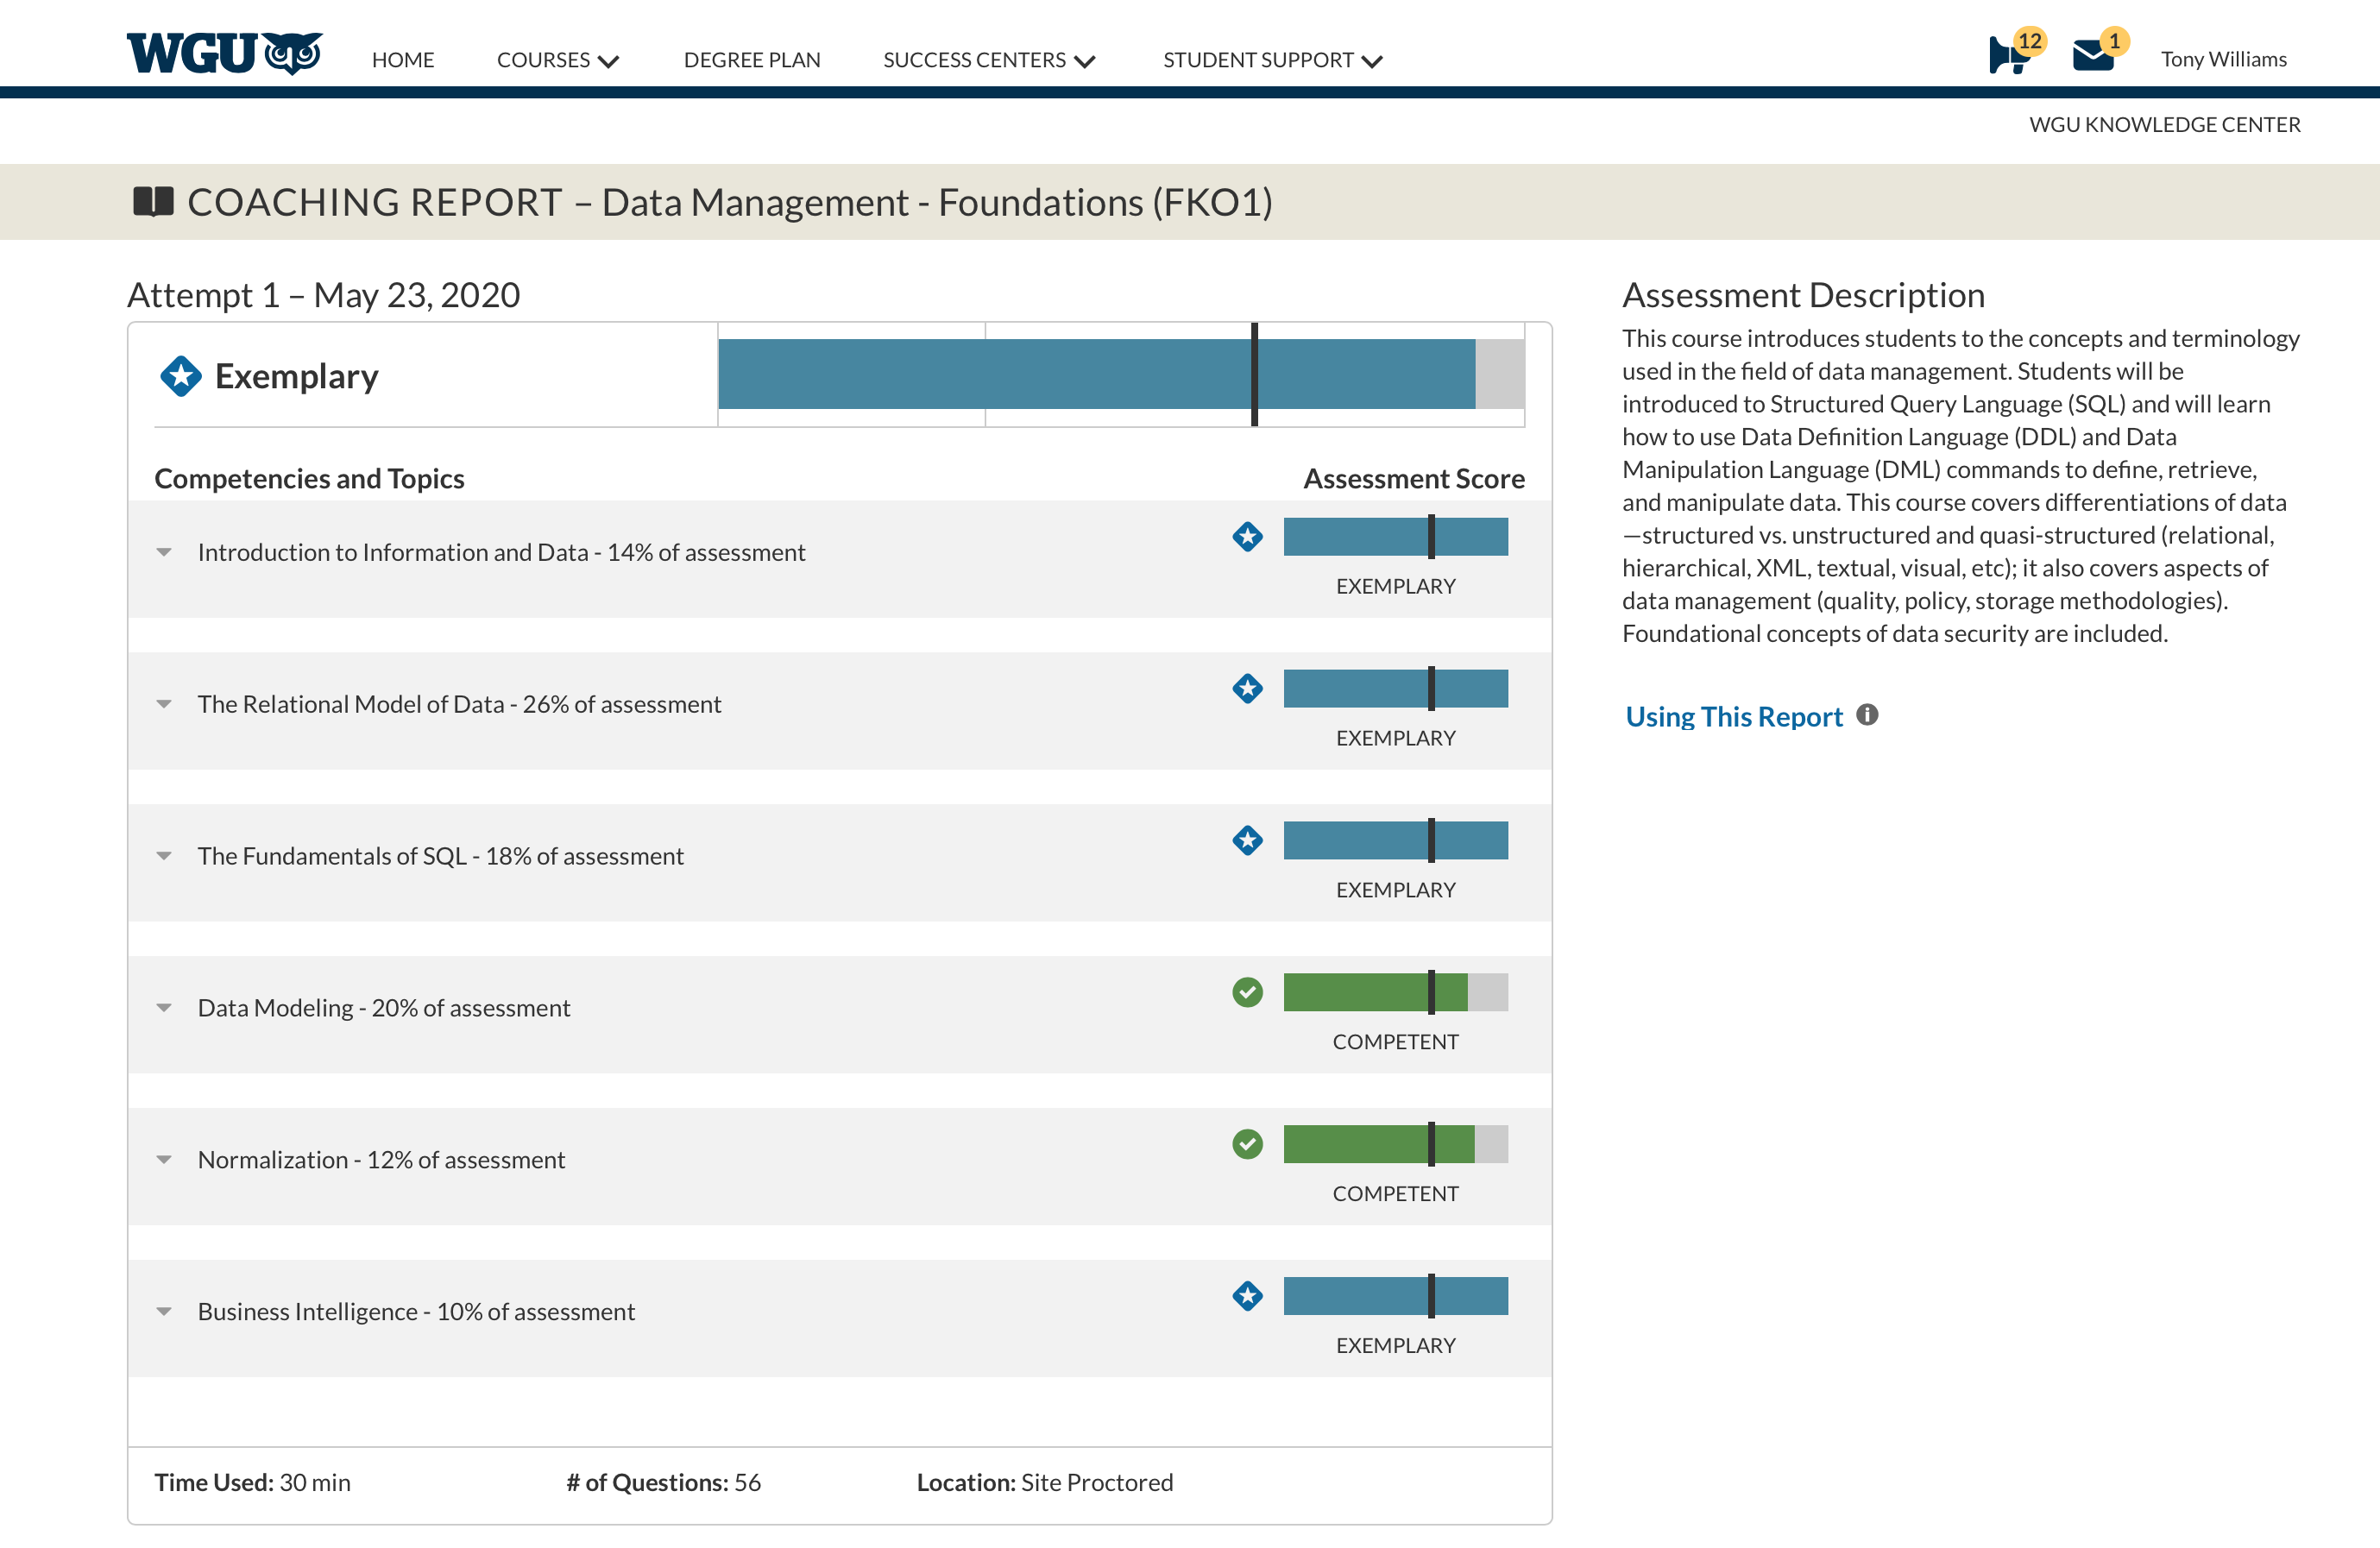 WGU
HOME
COURSES
DEGREE PLAN
SUCCESS CENTERS
STUDENT SUPPORT
12
1
Tony Williams
WGU KNOWLEDGE CENTER
COACHING REPORT – Data Management - Foundations (FKO1)
Attempt 1 – May 23, 2020
Exemplary
Competencies and Topics
Assessment Score
Introduction to Information and Data - 14% of assessment
EXEMPLARY
The Relational Model of Data - 26% of assessment
EXEMPLARY
The Fundamentals of SQL - 18% of assessment
EXEMPLARY
Data Modeling - 20% of assessment
COMPETENT
Normalization - 12% of assessment
COMPETENT
Business Intelligence - 10% of assessment
EXEMPLARY
Time Used: 30 min
# of Questions: 56
Location: Site Proctored
Assessment Description
This course introduces students to the concepts and terminology
used in the field of data management. Students will be
introduced to Structured Query Language (SQL) and will learn
how to use Data Definition Language (DDL) and Data
Manipulation Language (DML) commands to define, retrieve,
and manipulate data. This course covers differentiations of data
—structured vs. unstructured and quasi-structured (relational,
hierarchical, XML, textual, visual, etc); it also covers aspects of
data management (quality, policy, storage methodologies).
Foundational concepts of data security are included.
Using This Report